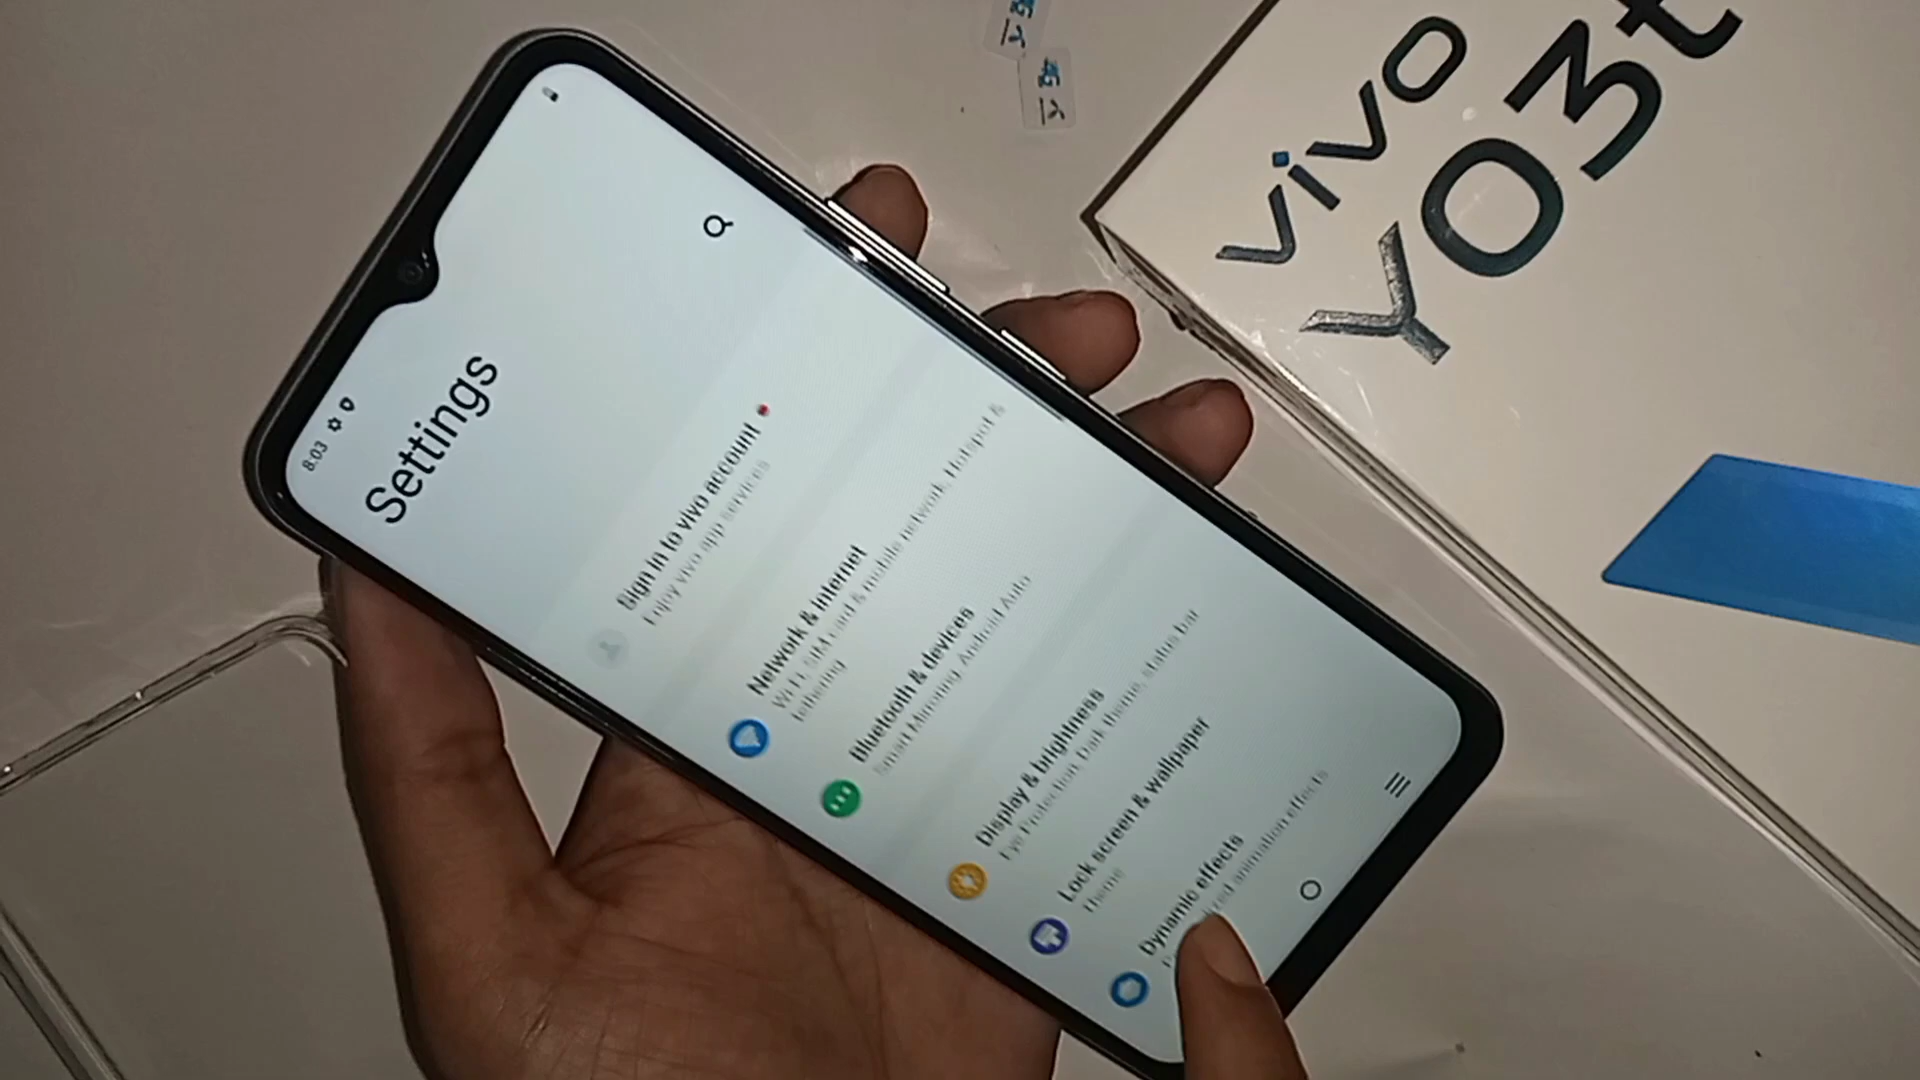 8:03
Settings
Sign in to vivo account
Enjoy vivo app services
Network & internet
Wi-Fi, SIM card & mobile network, Hotspot &
tethering
Bluetooth & devices
Smart Mirroring, Android Auto
Display & brightness
Eye Protection, Dark theme, status bar
Lock screen & wallpaper
Theme
Dynamic effects
animation effects
vivo
Y03t